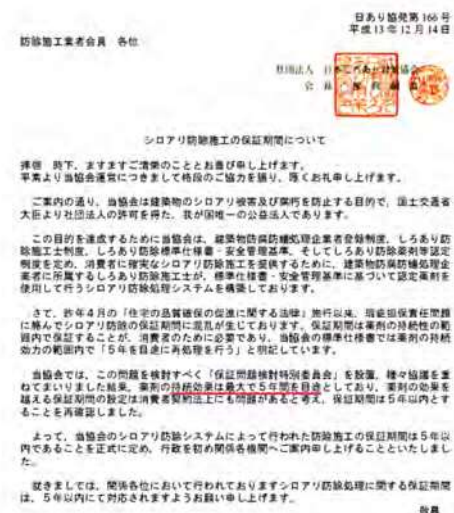 日あり協発第166号
平成13年12月14日
防除施工業者会員　各位
社団法人　日本しろあり対策協会
会　長
シロアリ防除施工の保証期間について
拝啓　時下、ますますご清栄のこととお喜び申し上げます。
平素より当協会運営につきまして格段のご協力を賜り、厚くお礼申し上げます。
ご案内の通り、当協会は建築物のシロアリ被害及び腐朽を防止する目的で、国土交通省
大臣より社団法人の許可を得た、我が国唯一の公益法人であります。
この目的を達成するために当協会は、建築物防腐防蟻処理企業者登録制度、しろあり防
除施工士制度、しろあり防除標準仕様書・安全管理基準、そしてしろあり防除薬剤等認定
制度を定め、消費者に確実なシロアリ防除施工を提供するために、建築物防腐防蟻処理企
業者に所属するしろあり防除施工士が、標準仕様書・安全管理基準に基づいて認定薬剤を
使用して行うシロアリ防除処理システムを構築しております。
さて、昨年4月の「住宅の品質確保の促進に関する法律」施行以来、瑕疵担保責任問題
に絡んでシロアリ防除の保証期間に混乱が生じております。保証期間は薬剤の持続性の範
囲内で保証することが、消費者のために必要であり、当協会の標準仕様書では薬剤の持続
効力の範囲内で「5年を目途に再処理を行う」と明記しています。
当協会では、この問題を検討すべく「保証問題検討特別委員会」を設置、種々協議を重
ねてまいりました結果、薬剤の持続効果は最大で5年間を目途としており、薬剤の効果を
越える保証期間の設定は消費者契約法上にも問題があると考え、保証期間は5年以内とす
ることを再確認しました。
よって、当協会のシロアリ防除システムによって行われた防除施工の保証期間は5年以
内であることを正式に定め、行政を初め関係各機関へご案内申し上げることといたしまし
た。
就きましては、関係各位において行われておりますシロアリ防除処理に関する保証期間
は、5年以内にて対応されますようお願い申し上げます。
敬具